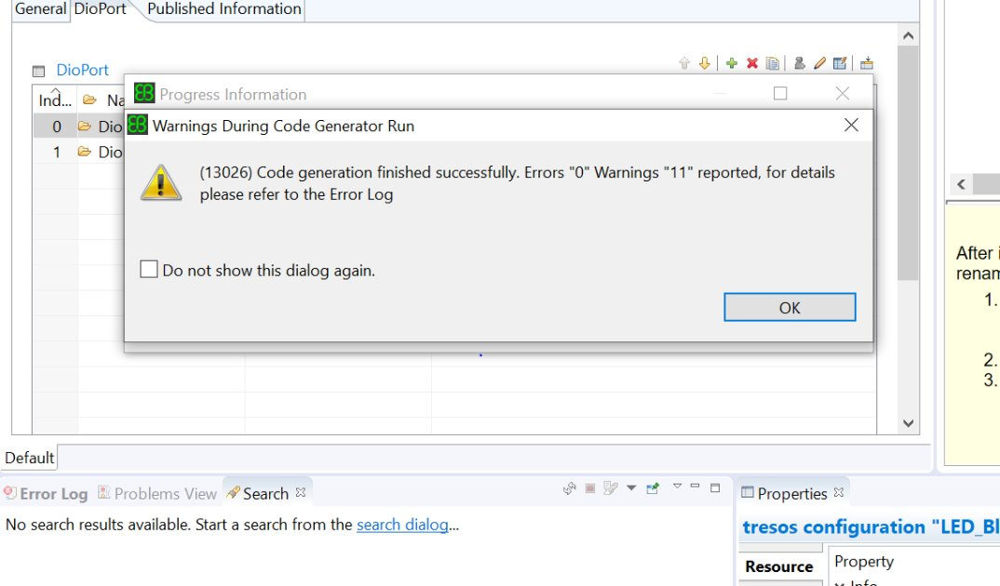 General DioPort Published Information
DioPort
Ind... Na
Progress Information
0 Dio
Warnings During Code Generator Run
1 Dio
(13026) Code generation finished successfully. Errors "0" Warnings "11" reported, for details
please refer to the Error Log
Do not show this dialog again.
OK
After
renam
1.
2.
3.
Default
Error Log Problems View Search
No search results available. Start a search from the search dialog...
Properties
tresos configuration "LED_Bl
Resource
Property
Info